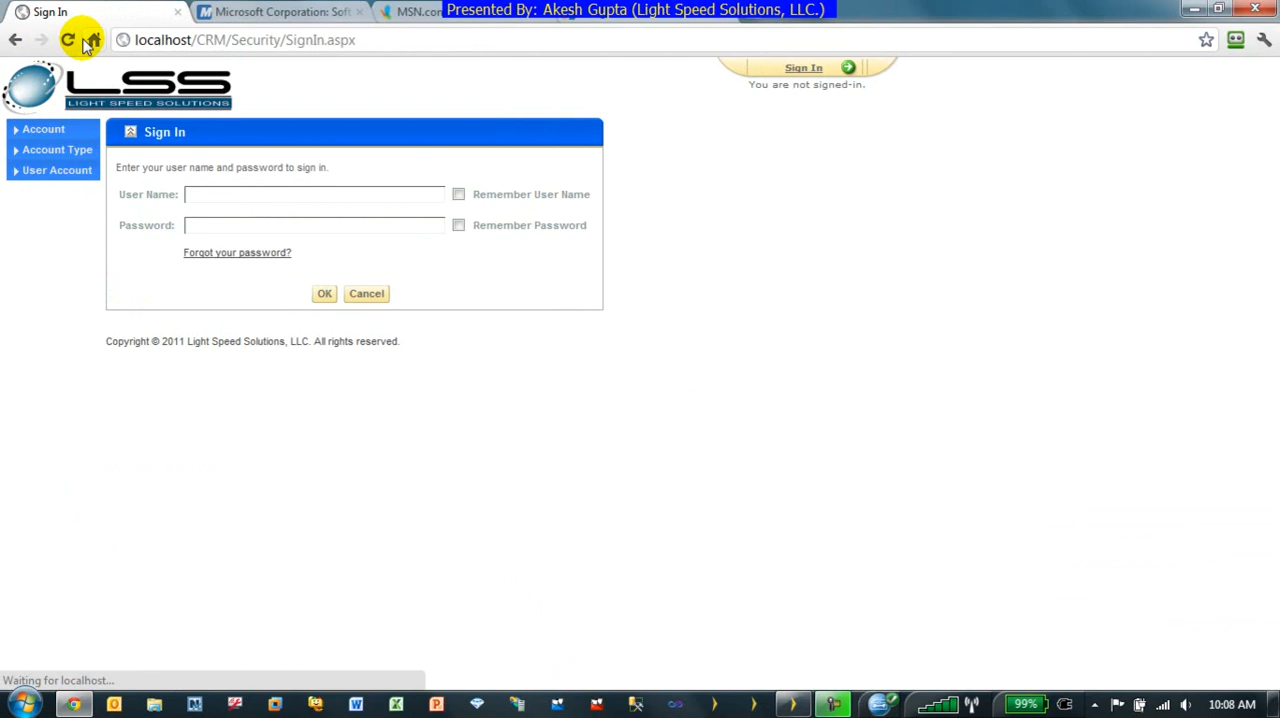 Sign In
Microsoft Corporation: Soft
MSN.con
Presented By: Akesh Gupta (Light Speed Solutions, LLC.)
localhost/CRM/Security/SignIn.aspx
LSS
LIGHT SPEED SOLUTIONS
Sign In
You are not signed-in.
Account
Account Type
User Account
Sign In
Enter your user name and password to sign in.
User Name:
Remember User Name
Password:
Remember Password
Forgot your password?
OK
Cancel
Copyright © 2011 Light Speed Solutions, LLC. All rights reserved.
Waiting for localhost...
99%
10:08 AM